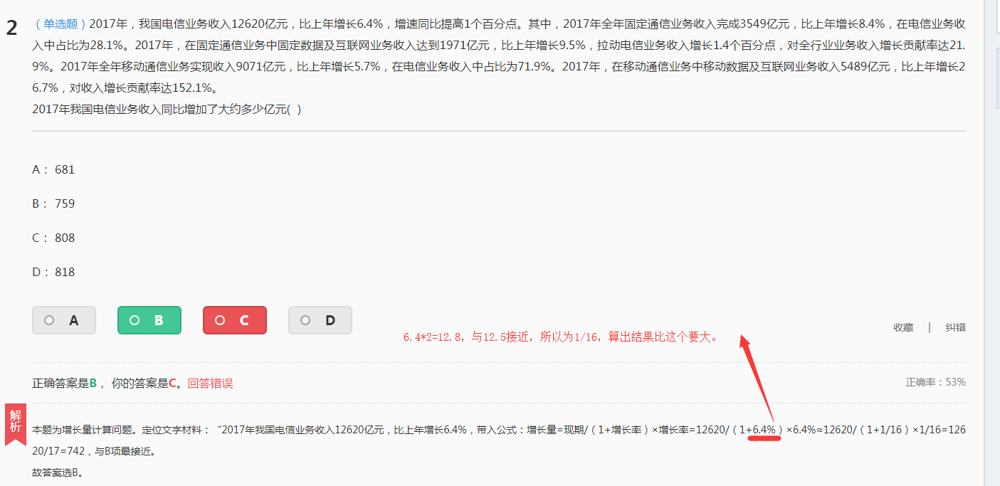 2
（单选题）2017年，我国电信业务收入12620亿元，比上年增长6.4%，增速同比提高1个百分点。其中，2017年全年固定通信业务收入完成3549亿元，比上年增长8.4%，在电信业务收
入中占比为28.1%。2017年，在固定通信业务中固定数据及互联网业务收入达到1971亿元，比上年增长9.5%，拉动电信业务收入增长1.4个百分点，对全行业业务收入增长贡献率达21.
9%。2017年全年移动通信业务实现收入9071亿元，比上年增长5.7%，在电信业务收入中占比为71.9%。2017年，在移动通信业务中移动数据及互联网业务收入5489亿元，比上年增长2
6.7%，对收入增长贡献率达152.1%。
2017年我国电信业务收入同比增加了大约多少亿元( )
A： 681
B： 759
C： 808
D： 818
A B C D
6.4*2=12.8，与12.5接近，所以为1/16，算出结果比这个要大。
收藏 | 纠错
正确答案是B， 你的答案是C。回答错误
正确率：53%
解析
本题为增长量计算问题。定位文字材料：“2017年我国电信业务收入12620亿元，比上年增长6.4%，带入公式：增长量=现期/（1+增长率）×增长率=12620/（1+6.4%）×6.4%≈12620/（1+1/16）×1/16=126
20/17=742，与B项最接近。
故答案选B。